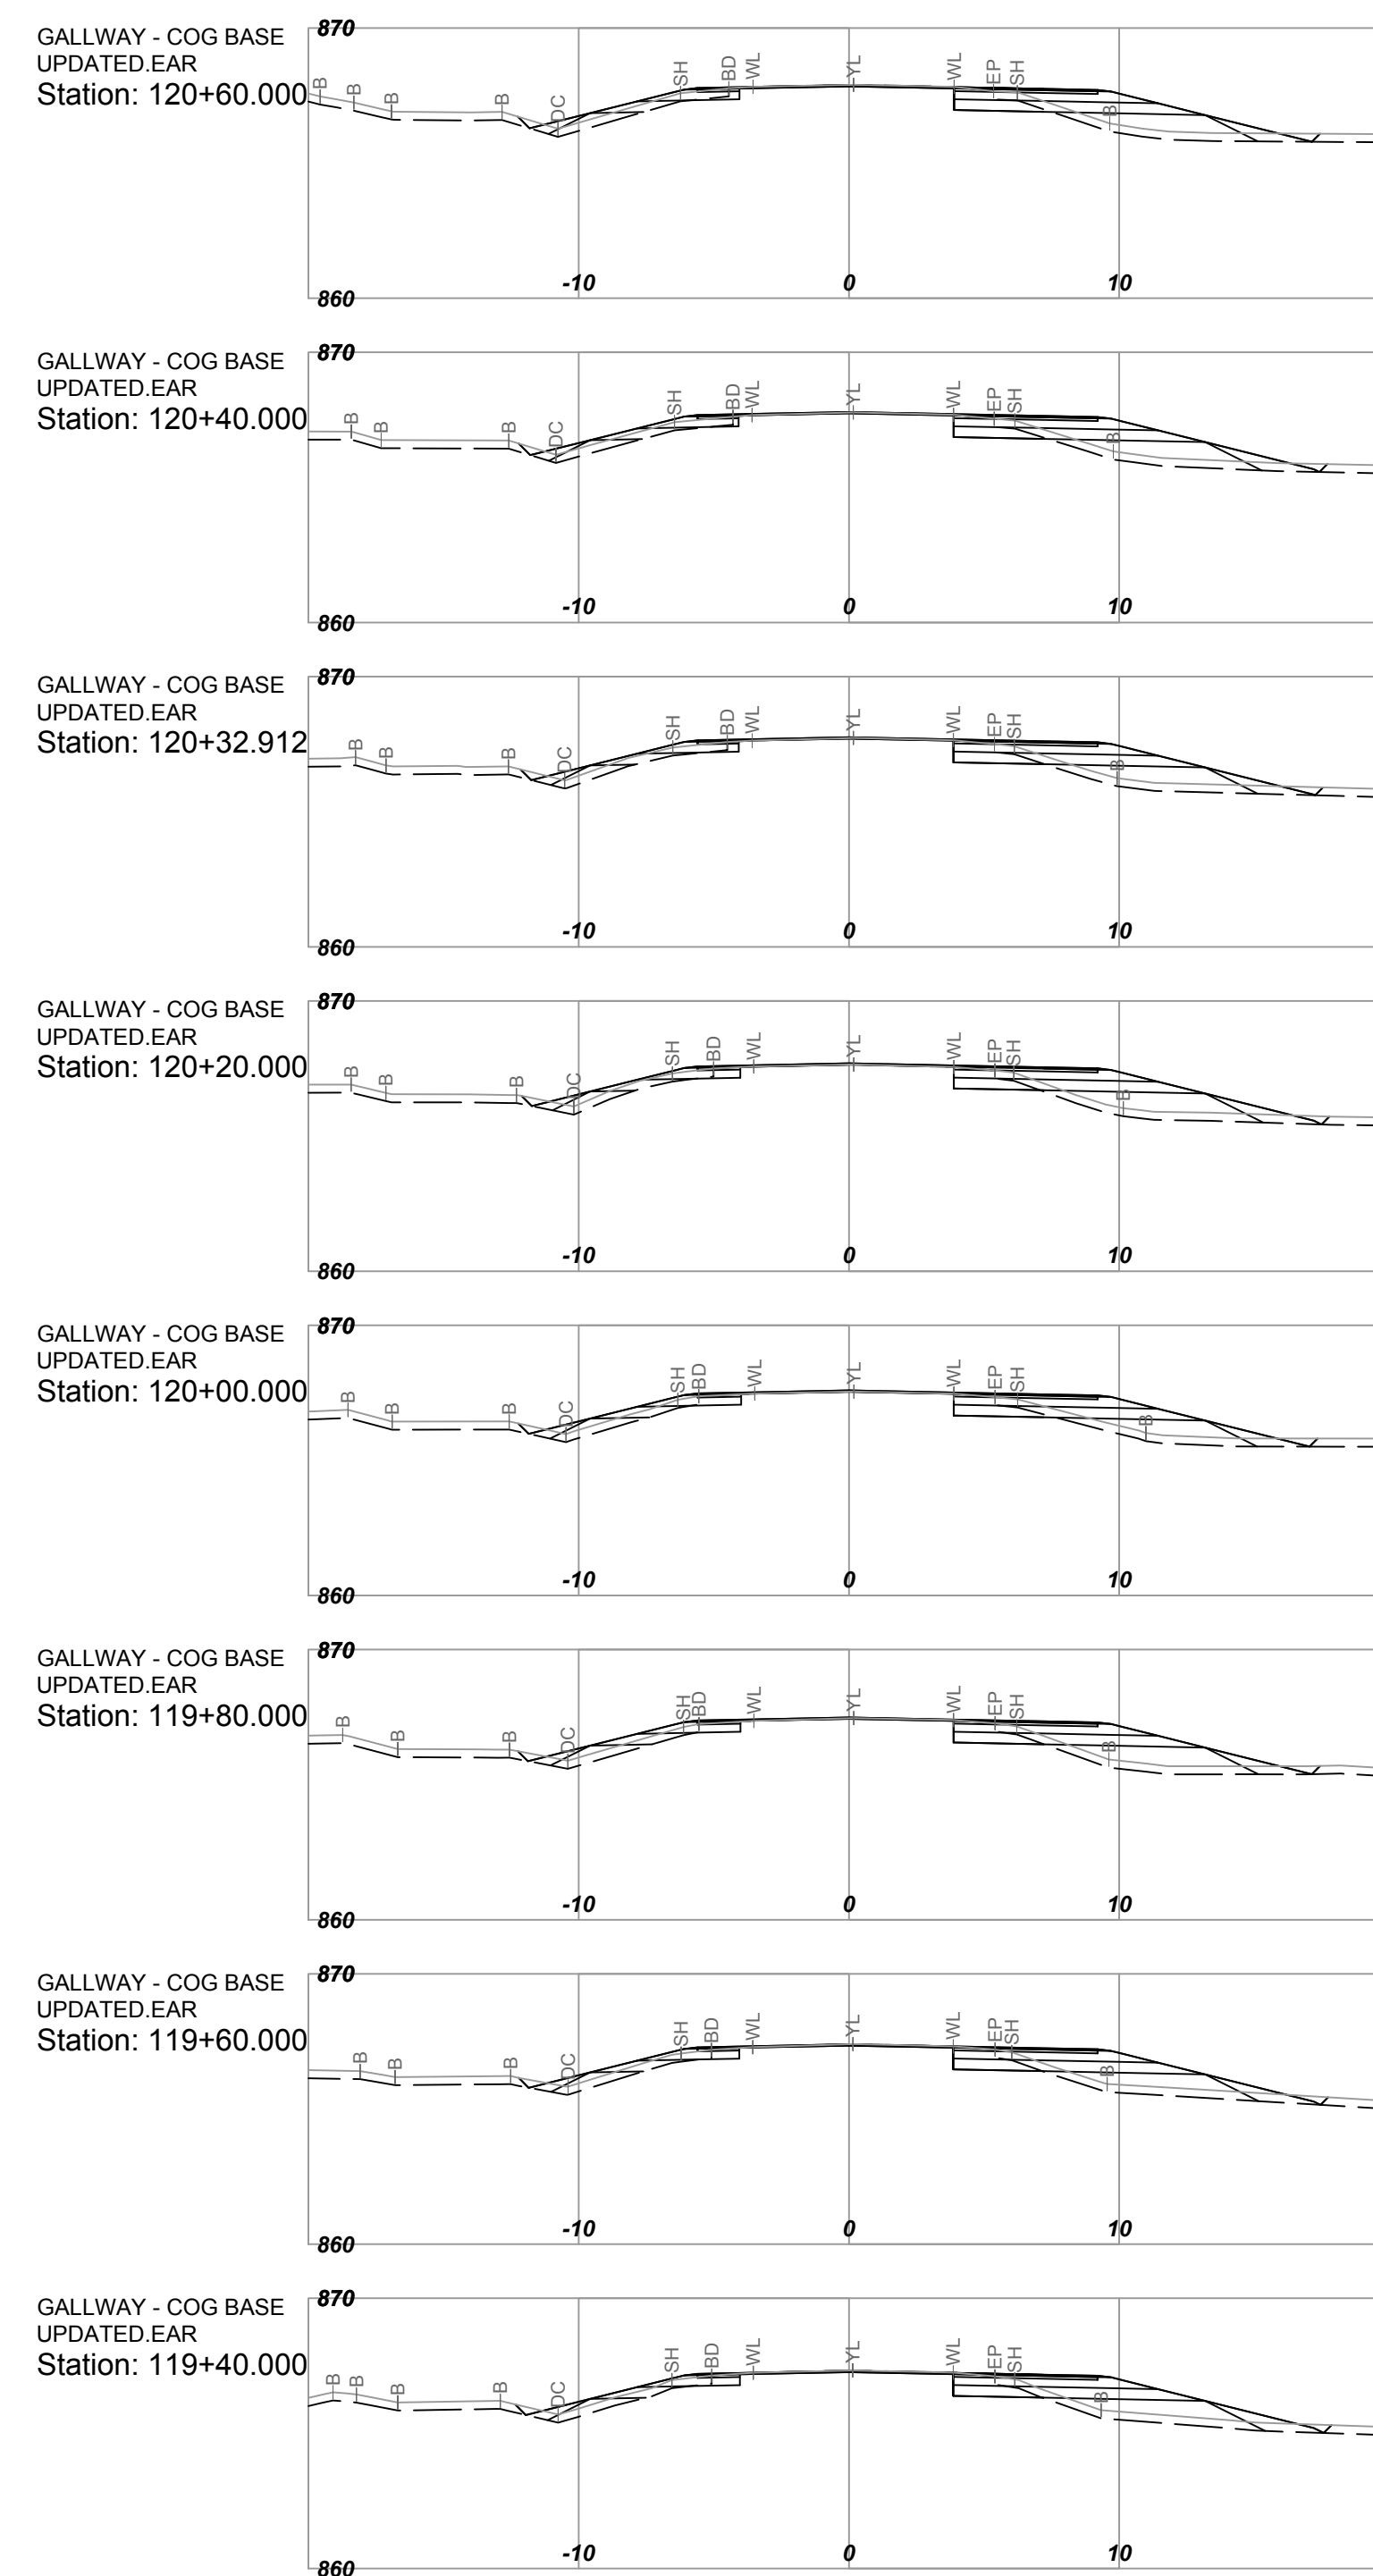 870
GALLWAY - COG BASE
UPDATED.EAR
Station: 120+60.000
B B B B DC SH BD WL YL WL EP SH B
-10 0 10
860
870
GALLWAY - COG BASE
UPDATED.EAR
Station: 120+40.000
B B B DC SH BD WL YL WL EP SH B
-10 0 10
860
870
GALLWAY - COG BASE
UPDATED.EAR
Station: 120+32.912
B B B DC SH BD WL YL WL EP SH B
-10 0 10
860
870
GALLWAY - COG BASE
UPDATED.EAR
Station: 120+20.000
B B B DC SH BD WL YL WL EP SH B
-10 0 10
860
870
GALLWAY - COG BASE
UPDATED.EAR
Station: 120+00.000
B B B DC SH BD WL YL WL EP SH B
-10 0 10
860
870
GALLWAY - COG BASE
UPDATED.EAR
Station: 119+80.000
B B B DC SH BD WL YL WL EP SH B
-10 0 10
860
870
GALLWAY - COG BASE
UPDATED.EAR
Station: 119+60.000
B B B DC SH BD WL YL WL EP SH B
-10 0 10
860
870
GALLWAY - COG BASE
UPDATED.EAR
Station: 119+40.000
B B B B DC SH BD WL YL WL EP SH B
-10 0 10
860